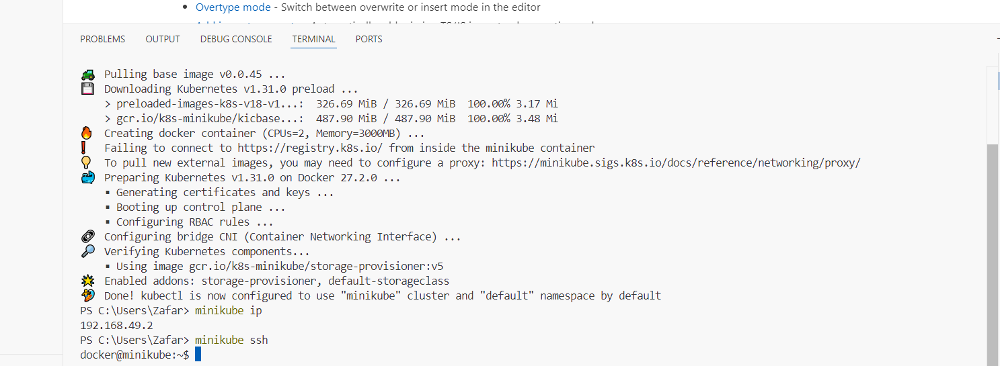 Overtype mode - Switch between overwrite or insert mode in the editor
PROBLEMS OUTPUT DEBUG CONSOLE TERMINAL PORTS
Pulling base image v0.0.45 ...
Downloading Kubernetes v1.31.0 preload ...
> preloaded-images-k8s-v18-v1...: 326.69 MiB / 326.69 MiB 100.00% 3.17 Mi
> gcr.io/k8s-minikube/kicbase...: 487.90 MiB / 487.90 MiB 100.00% 3.48 Mi
Creating docker container (CPUs=2, Memory=3000MB) ...
Failing to connect to https://registry.k8s.io/ from inside the minikube container
To pull new external images, you may need to configure a proxy: https://minikube.sigs.k8s.io/docs/reference/networking/proxy/
Preparing Kubernetes v1.31.0 on Docker 27.2.0 ...
▪ Generating certificates and keys ...
▪ Booting up control plane ...
▪ Configuring RBAC rules ...
Configuring bridge CNI (Container Networking Interface) ...
Verifying Kubernetes components...
▪ Using image gcr.io/k8s-minikube/storage-provisioner:v5
Enabled addons: storage-provisioner, default-storageclass
Done! kubectl is now configured to use "minikube" cluster and "default" namespace by default
PS C:\Users\Zafar> minikube ip
192.168.49.2
PS C:\Users\Zafar> minikube ssh
docker@minikube:~$